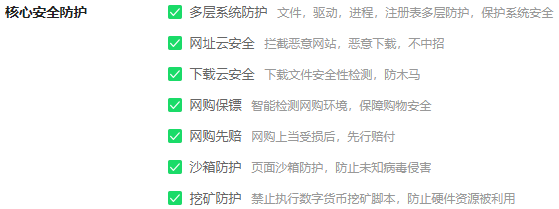 核心安全防护 多层系统防护 文件，驱动，进程，注册表多层防护，保护系统安全
网址云安全 拦截恶意网站，恶意下载，不中招
下载云安全 下载文件安全性检测，防木马
网购保镖 智能检测网购环境，保障购物安全
网购先赔 网购上当受损后，先行赔付
沙箱防护 页面沙箱防护，防止未知病毒侵害
挖矿防护 禁止执行数字货币挖矿脚本，防止硬件资源被利用